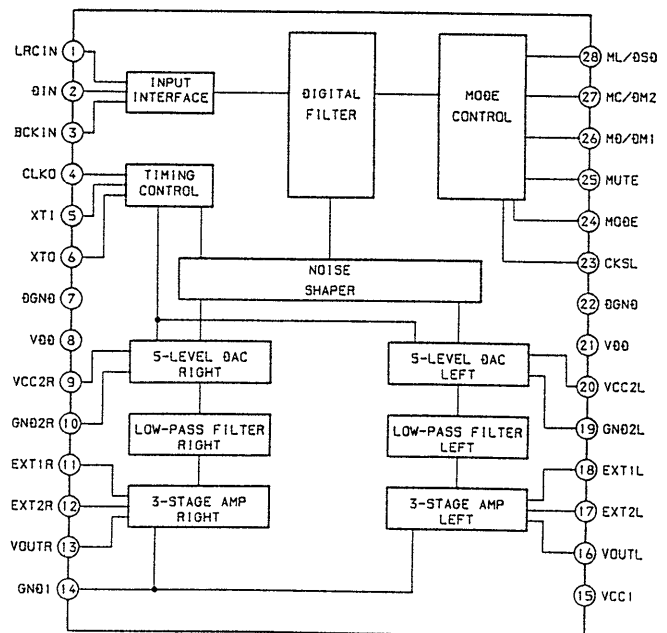 LRCIN 1
DIN 2
BCKIN 3
CLKO 4
XTI 5
XTO 6
DGND 7
VDD 8
VCC2R 9
GND2R 10
EXT1R 11
EXT2R 12
VOUTR 13
GND1 14
INPUT
INTERFACE
DIGITAL
FILTER
MODE
CONTROL
TIMING
CONTROL
NOISE
SHAPER
5-LEVEL DAC
RIGHT
5-LEVEL DAC
LEFT
LOW-PASS FILTER
RIGHT
LOW-PASS FILTER
LEFT
3-STAGE AMP
RIGHT
3-STAGE AMP
LEFT
28 ML/DSD
27 MC/DM2
26 MD/DM1
25 MUTE
24 MODE
23 CKSL
22 DGND
21 VDD
20 VCC2L
19 GND2L
18 EXT1L
17 EXT2L
16 VOUTL
15 VCC1